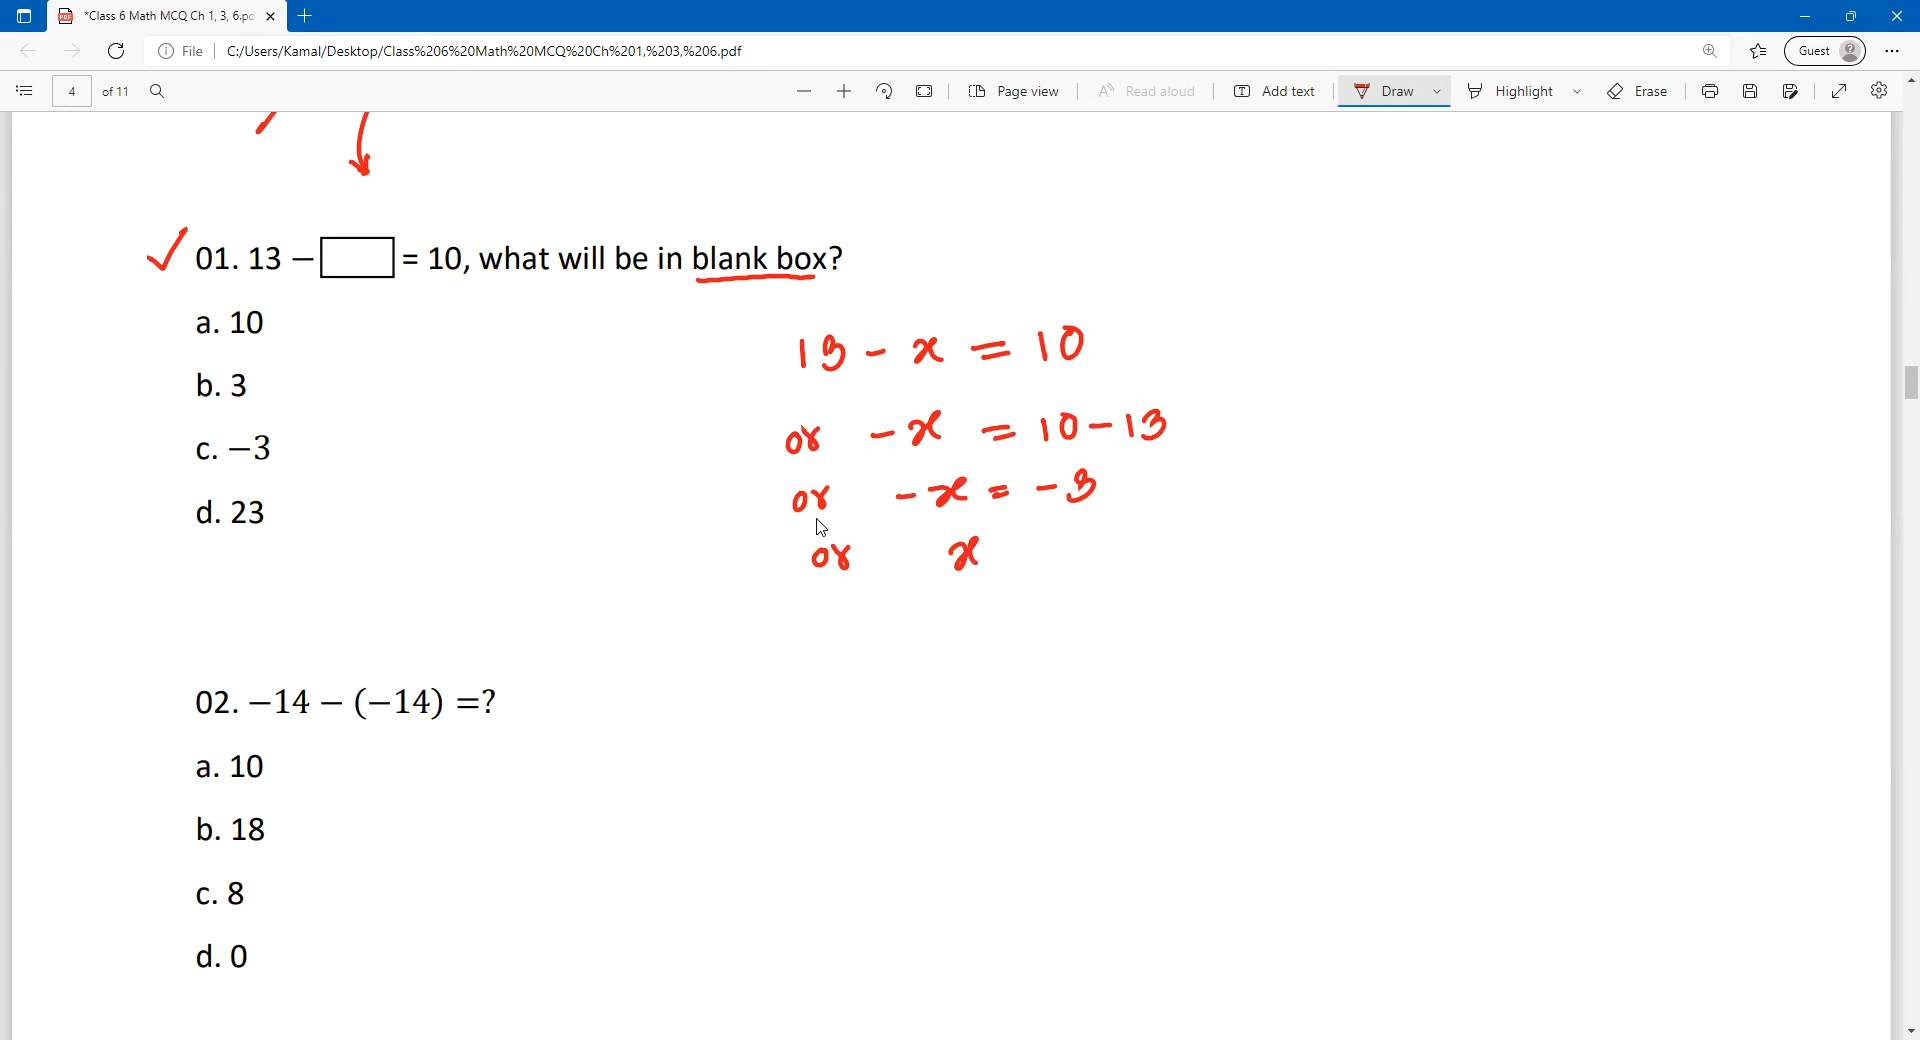 *Class 6 Math MCQ Ch 1, 3, 6.pd
File C:/Users/Kamal/Desktop/Class%206%20Math%20MCQ%20Ch%201,%203,%206.pdf Guest
4 of 11 Page view Read aloud Add text Draw Highlight Erase
01. 13 − = 10, what will be in blank box?
a. 10
b. 3
c. −3
d. 23
13 - x = 10
or -x = 10-13
or -x = -3
or x
02. −14 − (−14) =?
a. 10
b. 18
c. 8
d. 0